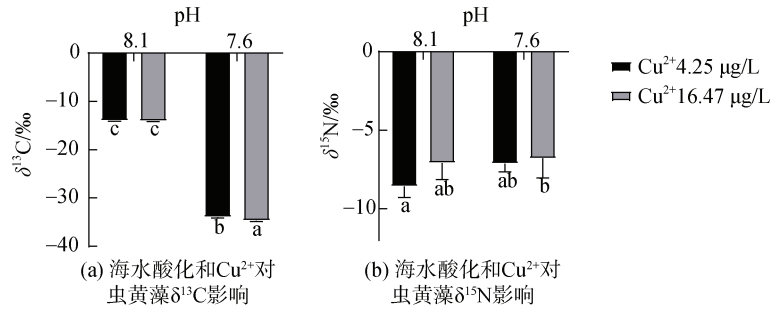 pH
8.1 7.6
0
−10
−20
−30
−40
δ¹³C/‰
c c b a
(a) 海水酸化和Cu²⁺对
虫黄藻δ¹³C影响
pH
8.1 7.6
0
−5
−10
δ¹⁵N/‰
a ab ab b
(b) 海水酸化和Cu²⁺对
虫黄藻δ¹⁵N影响
Cu²⁺4.25 μg/L
Cu²⁺16.47 μg/L